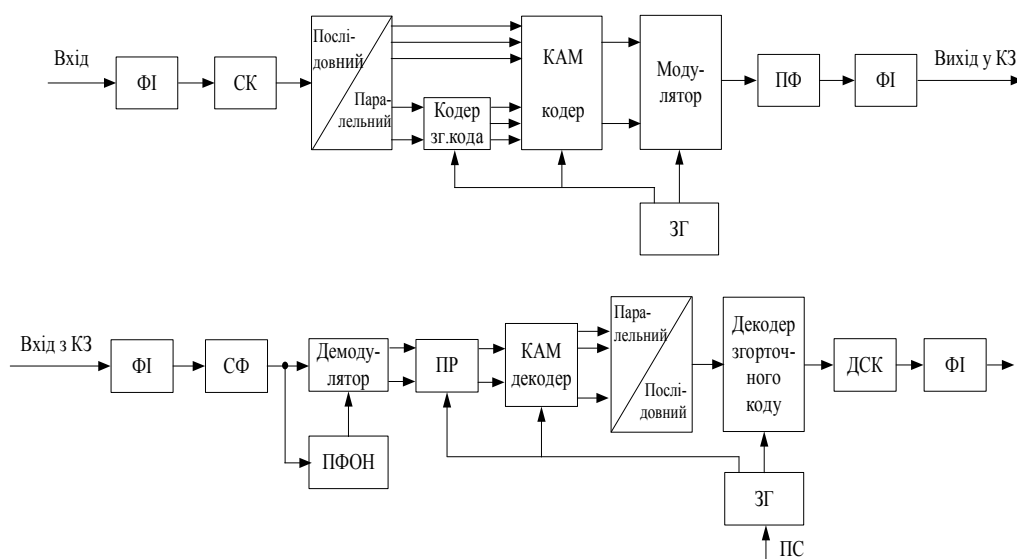 Вхід
ФІ
СК
Послі-
довний
Пара-
лельний
Кодер
зг.кода
КАМ
кодер
Моду-
лятор
ПФ
ФІ
Вихід у КЗ
ЗГ
Вхід з КЗ
ФІ
СФ
Демоду-
лятор
ПФОН
ПР
КАМ
декодер
Пара-
лельний
Послі-
довний
Декодер
згорточ-
ного
коду
ДСК
ФІ
ЗГ
ПС